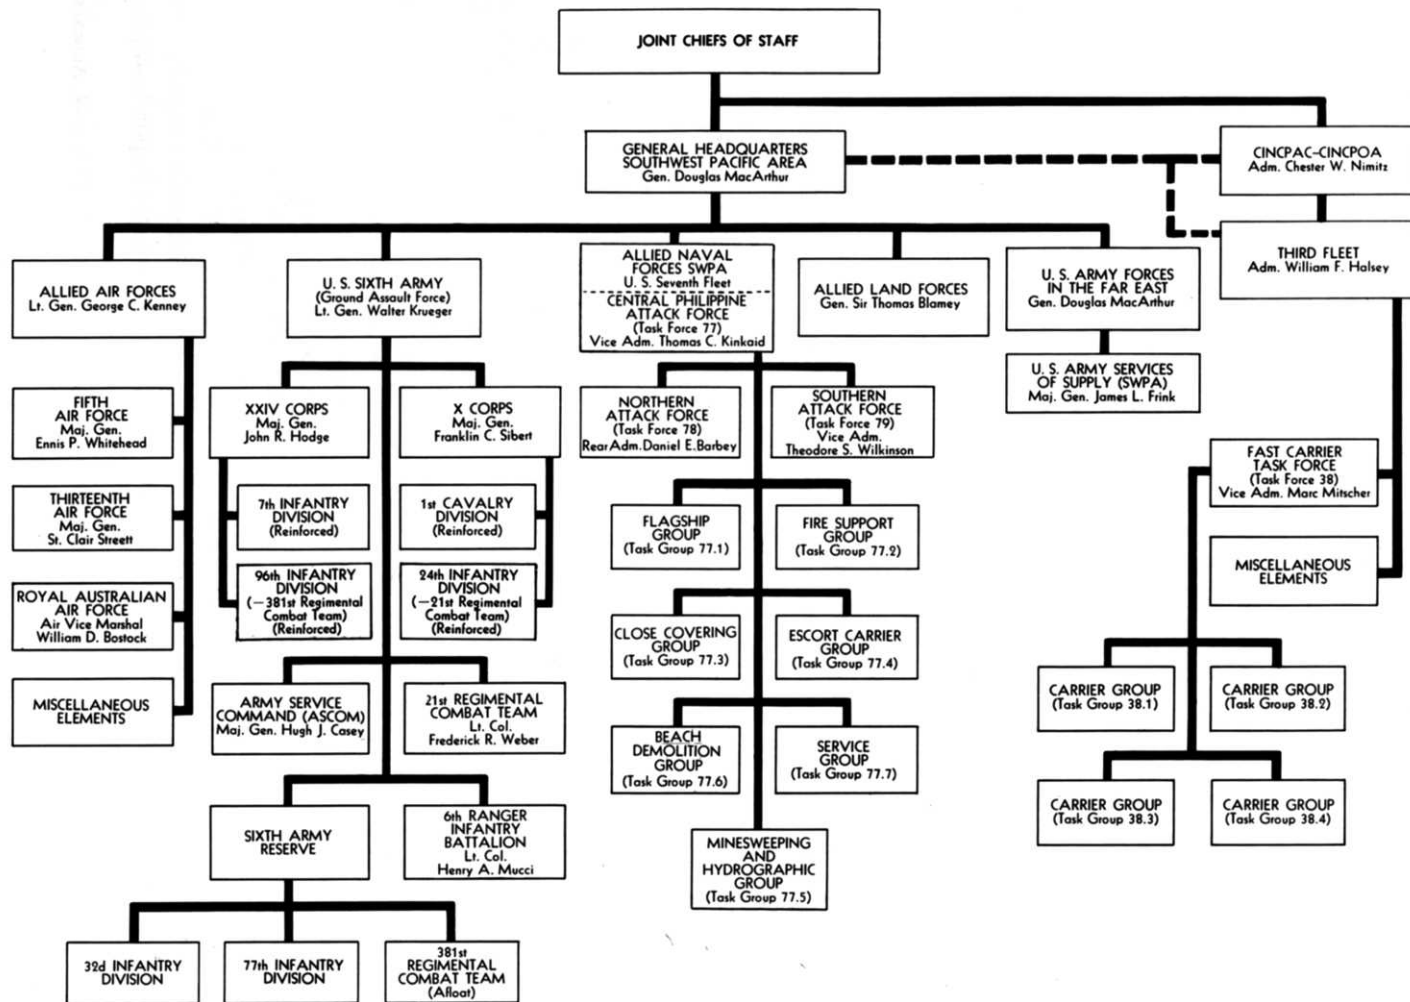 JOINT CHIEFS OF STAFF
GENERAL HEADQUARTERS
SOUTHWEST PACIFIC AREA
Gen. Douglas MacArthur
CINCPAC-CINCPOA
Adm. Chester W. Nimitz
THIRD FLEET
Adm. William F. Halsey
ALLIED AIR FORCES
Lt. Gen. George C. Kenney
U. S. SIXTH ARMY
(Ground Assault Force)
Lt. Gen. Walter Krueger
ALLIED NAVAL
FORCES SWPA
U. S. Seventh Fleet
CENTRAL PHILIPPINE
ATTACK FORCE
(Task Force 77)
Vice Adm. Thomas C. Kinkaid
ALLIED LAND FORCES
Gen. Sir Thomas Blamey
U. S. ARMY FORCES
IN THE FAR EAST
Gen. Douglas MacArthur
U. S. ARMY SERVICES
OF SUPPLY (SWPA)
Maj. Gen. James L. Frink
FIFTH
AIR FORCE
Maj. Gen.
Ennis P. Whitehead
THIRTEENTH
AIR FORCE
Maj. Gen.
St. Clair Streett
ROYAL AUSTRALIAN
AIR FORCE
Air Vice Marshal
William D. Bostock
MISCELLANEOUS
ELEMENTS
XXIV CORPS
Maj. Gen.
John R. Hodge
X CORPS
Maj. Gen.
Franklin C. Sibert
7th INFANTRY
DIVISION
(Reinforced)
1st CAVALRY
DIVISION
(Reinforced)
96th INFANTRY
DIVISION
(—381st Regimental
Combat Team)
(Reinforced)
24th INFANTRY
DIVISION
(—21st Regimental
Combat Team)
(Reinforced)
ARMY SERVICE
COMMAND (ASCOM)
Maj. Gen. Hugh J. Casey
21st REGIMENTAL
COMBAT TEAM
Lt. Col.
Frederick R. Weber
SIXTH ARMY
RESERVE
6th RANGER
INFANTRY
BATTALION
Lt. Col.
Henry A. Mucci
32d INFANTRY
DIVISION
77th INFANTRY
DIVISION
381st
REGIMENTAL
COMBAT TEAM
(Afloat)
NORTHERN
ATTACK FORCE
(Task Force 78)
Rear Adm. Daniel E. Barbey
SOUTHERN
ATTACK FORCE
(Task Force 79)
Vice Adm.
Theodore S. Wilkinson
FLAGSHIP
GROUP
(Task Group 77.1)
FIRE SUPPORT
GROUP
(Task Group 77.2)
CLOSE COVERING
GROUP
(Task Group 77.3)
ESCORT CARRIER
GROUP
(Task Group 77.4)
BEACH
DEMOLITION
GROUP
(Task Group 77.6)
SERVICE
GROUP
(Task Group 77.7)
MINESWEEPING
AND
HYDROGRAPHIC
GROUP
(Task Group 77.5)
FAST CARRIER
TASK FORCE
(Task Force 38)
Vice Adm. Marc Mitscher
MISCELLANEOUS
ELEMENTS
CARRIER GROUP
(Task Group 38.1)
CARRIER GROUP
(Task Group 38.2)
CARRIER GROUP
(Task Group 38.3)
CARRIER GROUP
(Task Group 38.4)